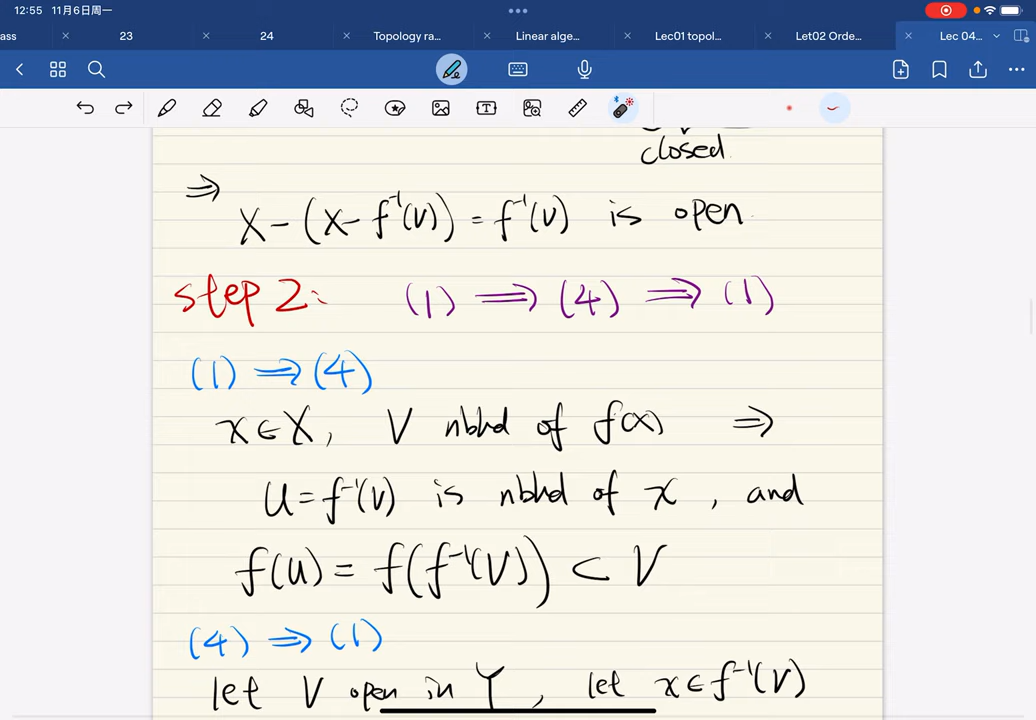 12:55 11月6日周一
ass 23 24 Topology ra... Linear alge... Lec01 topol... Let02 Orde... Lec 04...
closed.
⇒
X-(X-f⁻¹(V)) = f⁻¹(V) is open.
step 2: (1) ⇒ (4) ⇒ (1)
(1) ⇒ (4)
x∈X, V nbhd of f(x) ⇒
U=f⁻¹(V) is nbhd of x, and
f(U) = f(f⁻¹(V)) ⊂ V
(4) ⇒ (1)
let V open in Y, let x∈f⁻¹(V)